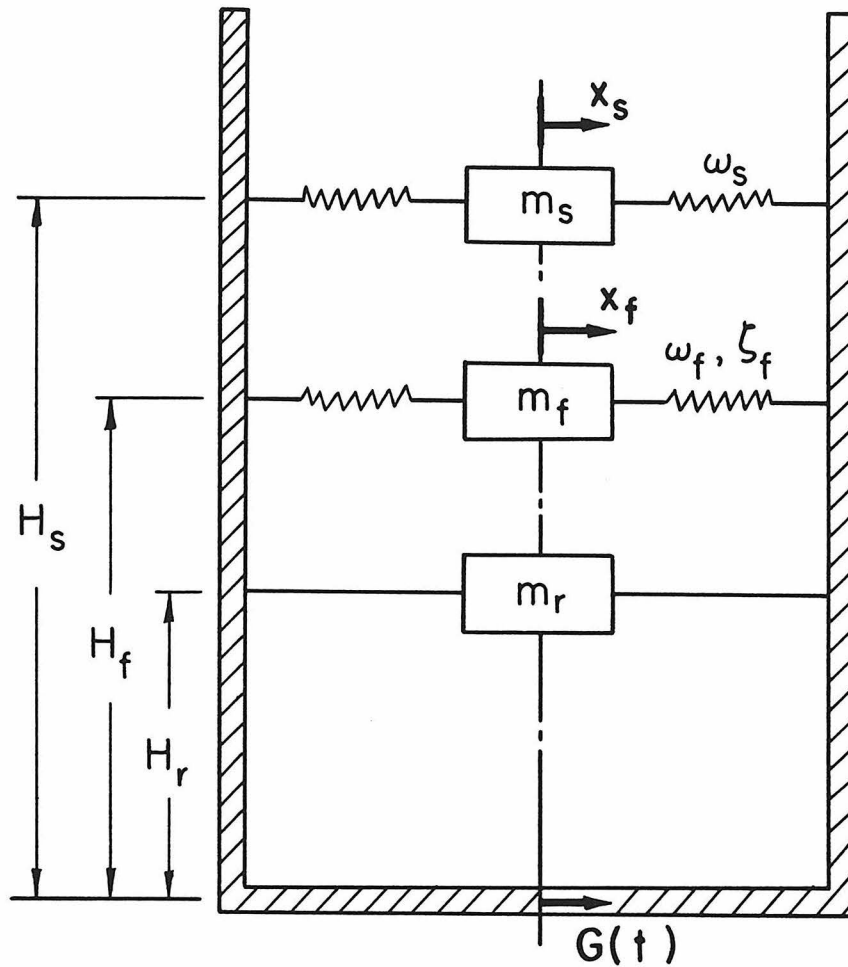 x_s
ω_s
m_s
x_f
ω_f, ζ_f
m_f
H_s
m_r
H_f
H_r
G(t)